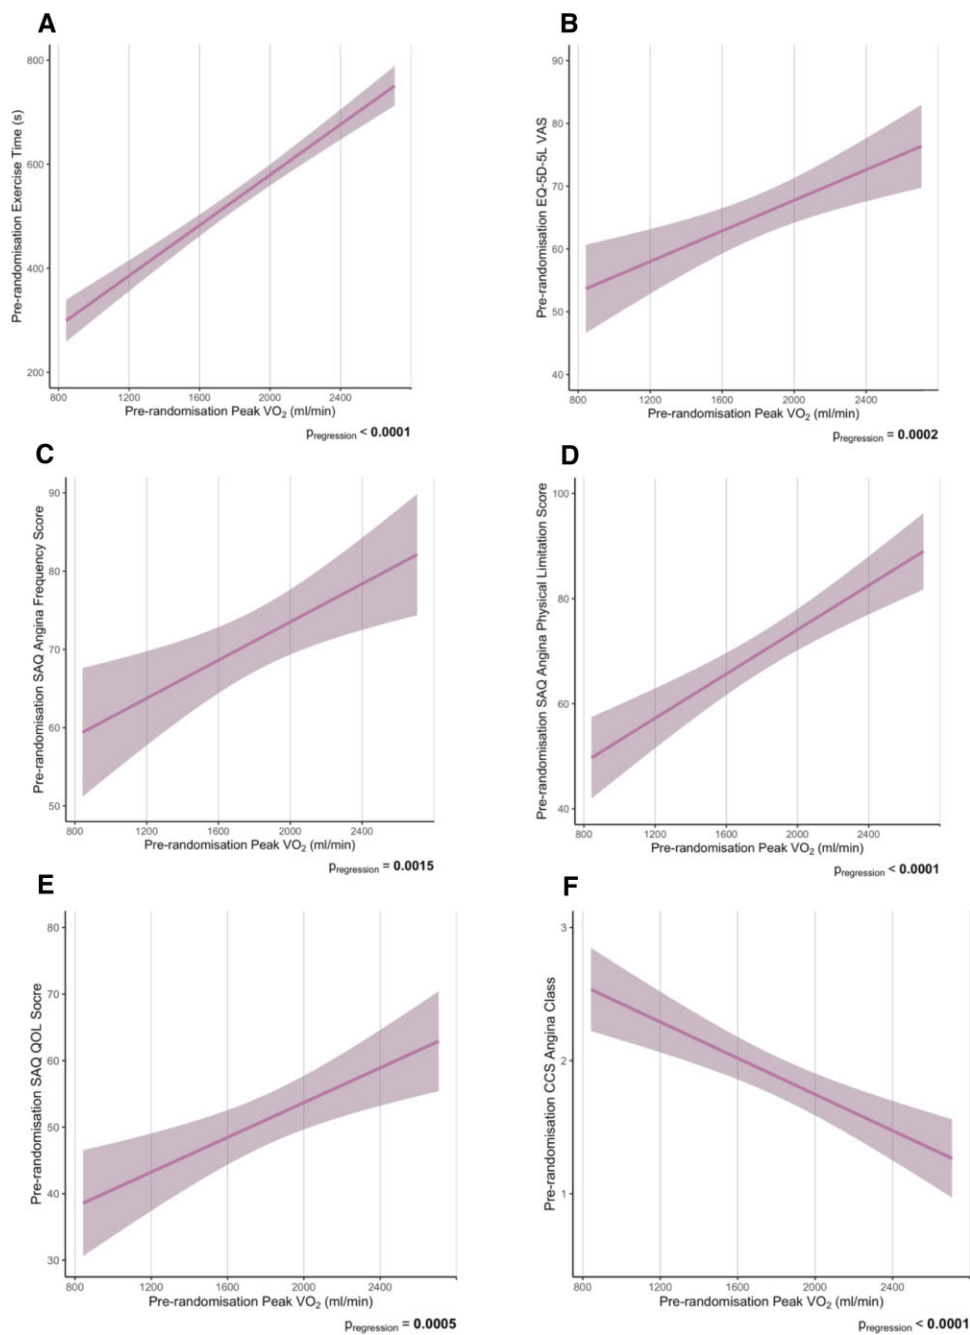 A
Pre-randomisation Exercise Time (s)
800
600
400
200
800 1200 1600 2000 2400
Pre-randomisation Peak VO₂ (ml/min)
pregression < 0.0001
B
Pre-randomisation EQ-5D-5L VAS
90
80
70
60
50
40
800 1200 1600 2000 2400
Pre-randomisation Peak VO₂ (ml/min)
pregression = 0.0002
C
Pre-randomisation SAQ Angina Frequency Score
90
80
70
60
50
800 1200 1600 2000 2400
Pre-randomisation Peak VO₂ (ml/min)
pregression = 0.0015
D
Pre-randomisation SAQ Angina Physical Limitation Score
100
80
60
40
800 1200 1600 2000 2400
Pre-randomisation Peak VO₂ (ml/min)
pregression < 0.0001
E
Pre-randomisation SAQ QOL Socre
80
70
60
50
40
30
800 1200 1600 2000 2400
Pre-randomisation Peak VO₂ (ml/min)
pregression = 0.0005
F
Pre-randomisation CCS Angina Class
3
2
1
800 1200 1600 2000 2400
Pre-randomisation Peak VO₂ (ml/min)
pregression < 0.0001